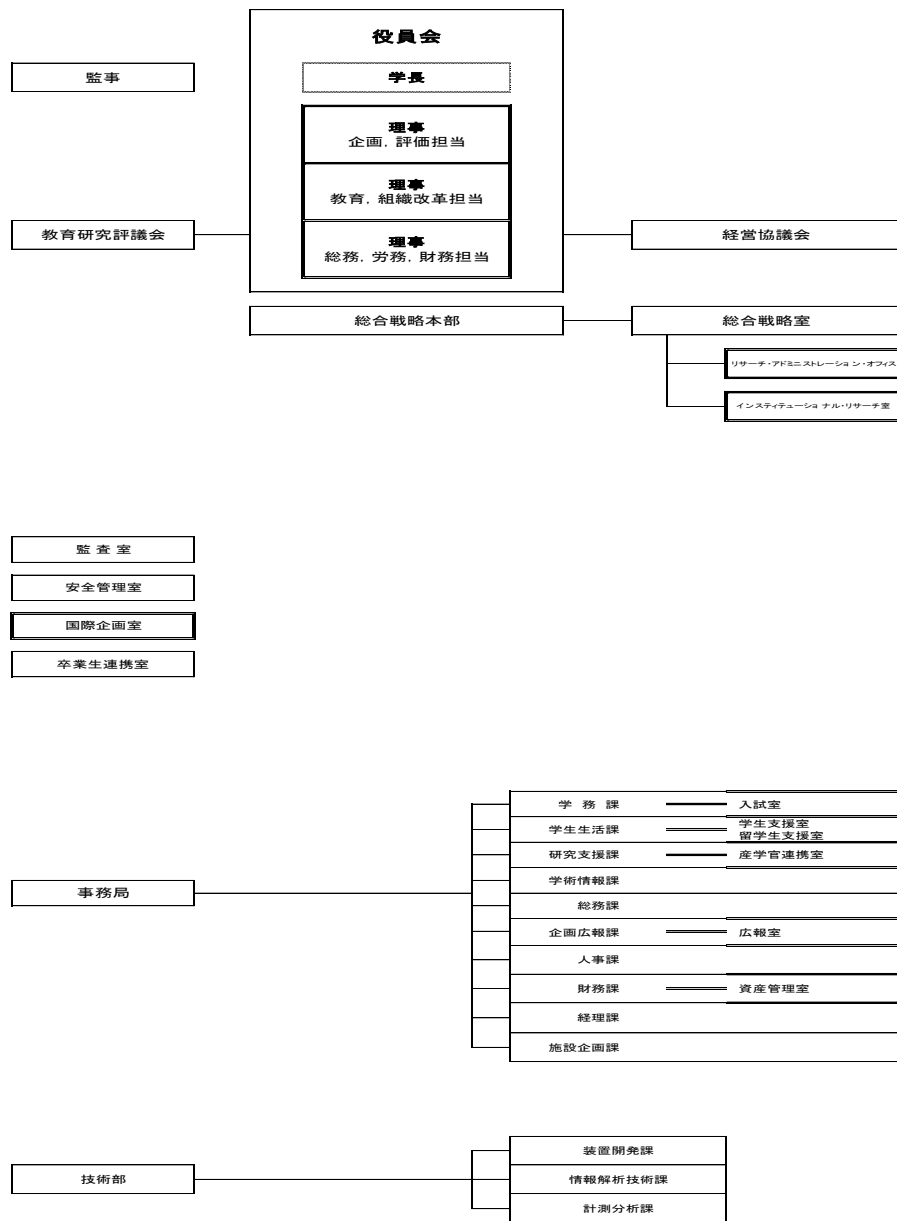 役員会
監事
学長
理事
企画, 評価担当
理事
教育, 組織改革担当
教育研究評議会
理事
総務, 労務, 財務担当
経営協議会
総合戦略本部
総合戦略室
リサーチ・アドミニストレーション・オフィス
インスティテューショナル・リサーチ室
監 査 室
安全管理室
国際企画室
卒業生連携室
事務局
学 務 課
入試室
学生生活課
学生支援室
留学生支援室
研究支援課
産学官連携室
学術情報課
総務課
企画広報課
広報室
人事課
財務課
資産管理室
経理課
施設企画課
技術部
装置開発課
情報解析技術課
計測分析課